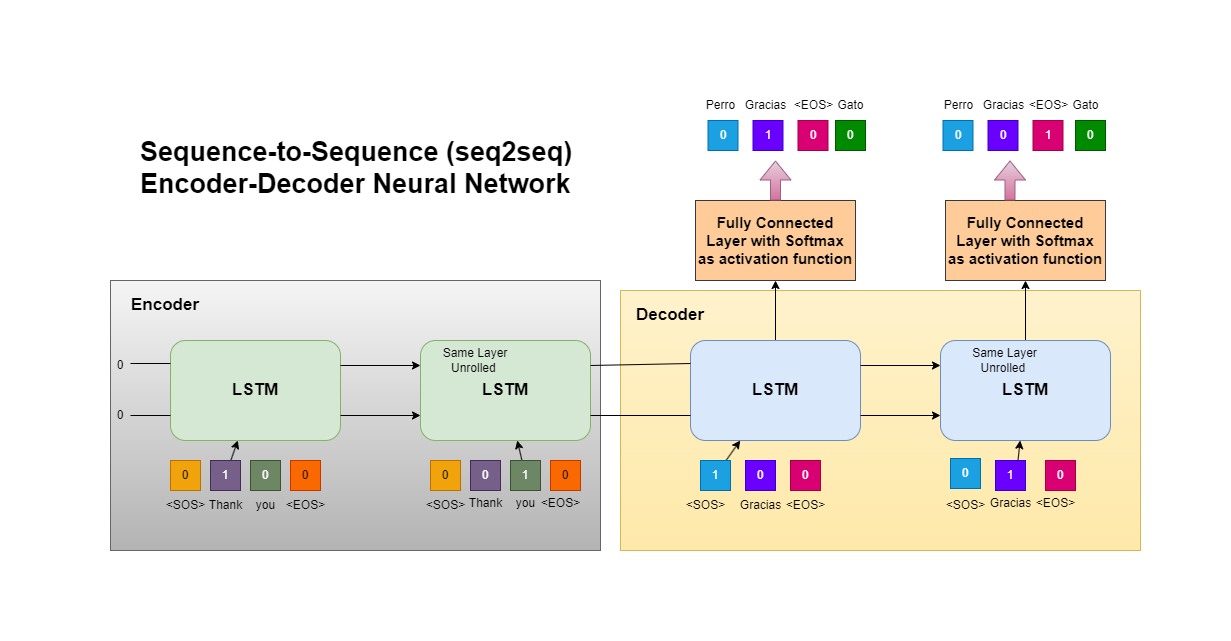 Perro Gracias <EOS> Gato
0 1 0 0
Perro Gracias <EOS> Gato
0 0 1 0
Sequence-to-Sequence (seq2seq)
Encoder-Decoder Neural Network
Fully Connected
Layer with Softmax
as activation function
Fully Connected
Layer with Softmax
as activation function
Encoder
0
0
LSTM
0 1 0 0
<SOS> Thank you <EOS>
Same Layer
Unrolled
LSTM
0 0 1 0
<SOS> Thank you <EOS>
Decoder
LSTM
1 0 0
<SOS> Gracias <EOS>
Same Layer
Unrolled
LSTM
0 1 0
<SOS> Gracias <EOS>